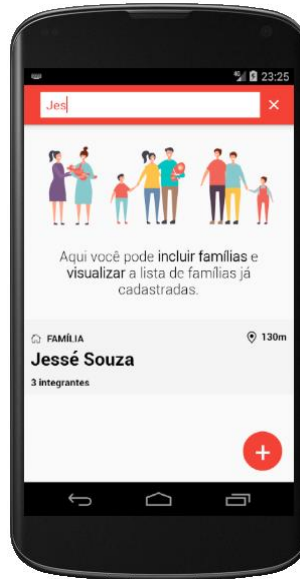 23:25
Jes
Aqui você pode incluir famílias e
visualizar a lista de famílias já
cadastradas.
FAMÍLIA 130m
Jessé Souza
3 integrantes